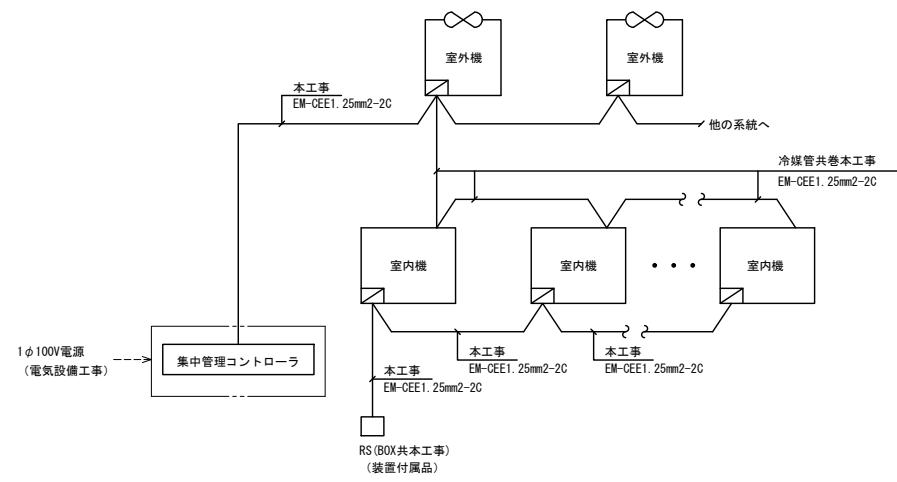 室外機
室外機
本工事
EM-CEE1.25mm2-2C
他の系統へ
冷媒管共巻本工事
EM-CEE1.25mm2-2C
室内機
室内機
・・・
室内機
1φ100V電源
(電気設備工事)
集中管理コントローラ
本工事
EM-CEE1.25mm2-2C
本工事
EM-CEE1.25mm2-2C
本工事
EM-CEE1.25mm2-2C
RS(BOX共本工事)
(装置付属品)